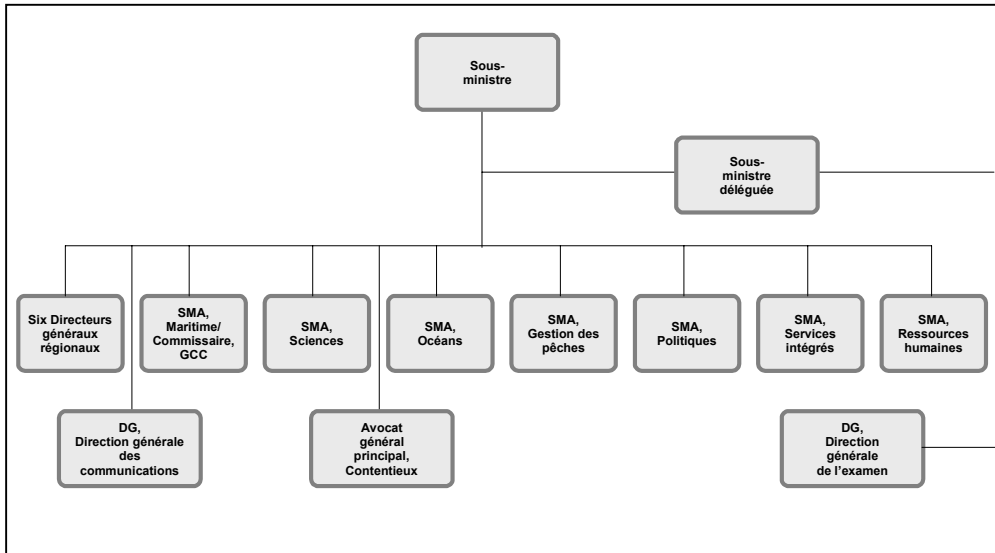 Sous-
ministre
Sous-
ministre
déléguée
Six Directeurs
généraux
régionaux
SMA,
Maritime/
Commissaire,
GCC
SMA,
Sciences
SMA,
Océans
SMA,
Gestion des
pêches
SMA,
Politiques
SMA,
Services
intégrés
SMA,
Ressources
humaines
DG,
Direction générale
des
communications
Avocat
général
principal,
Contentieux
DG,
Direction
générale
de l'examen